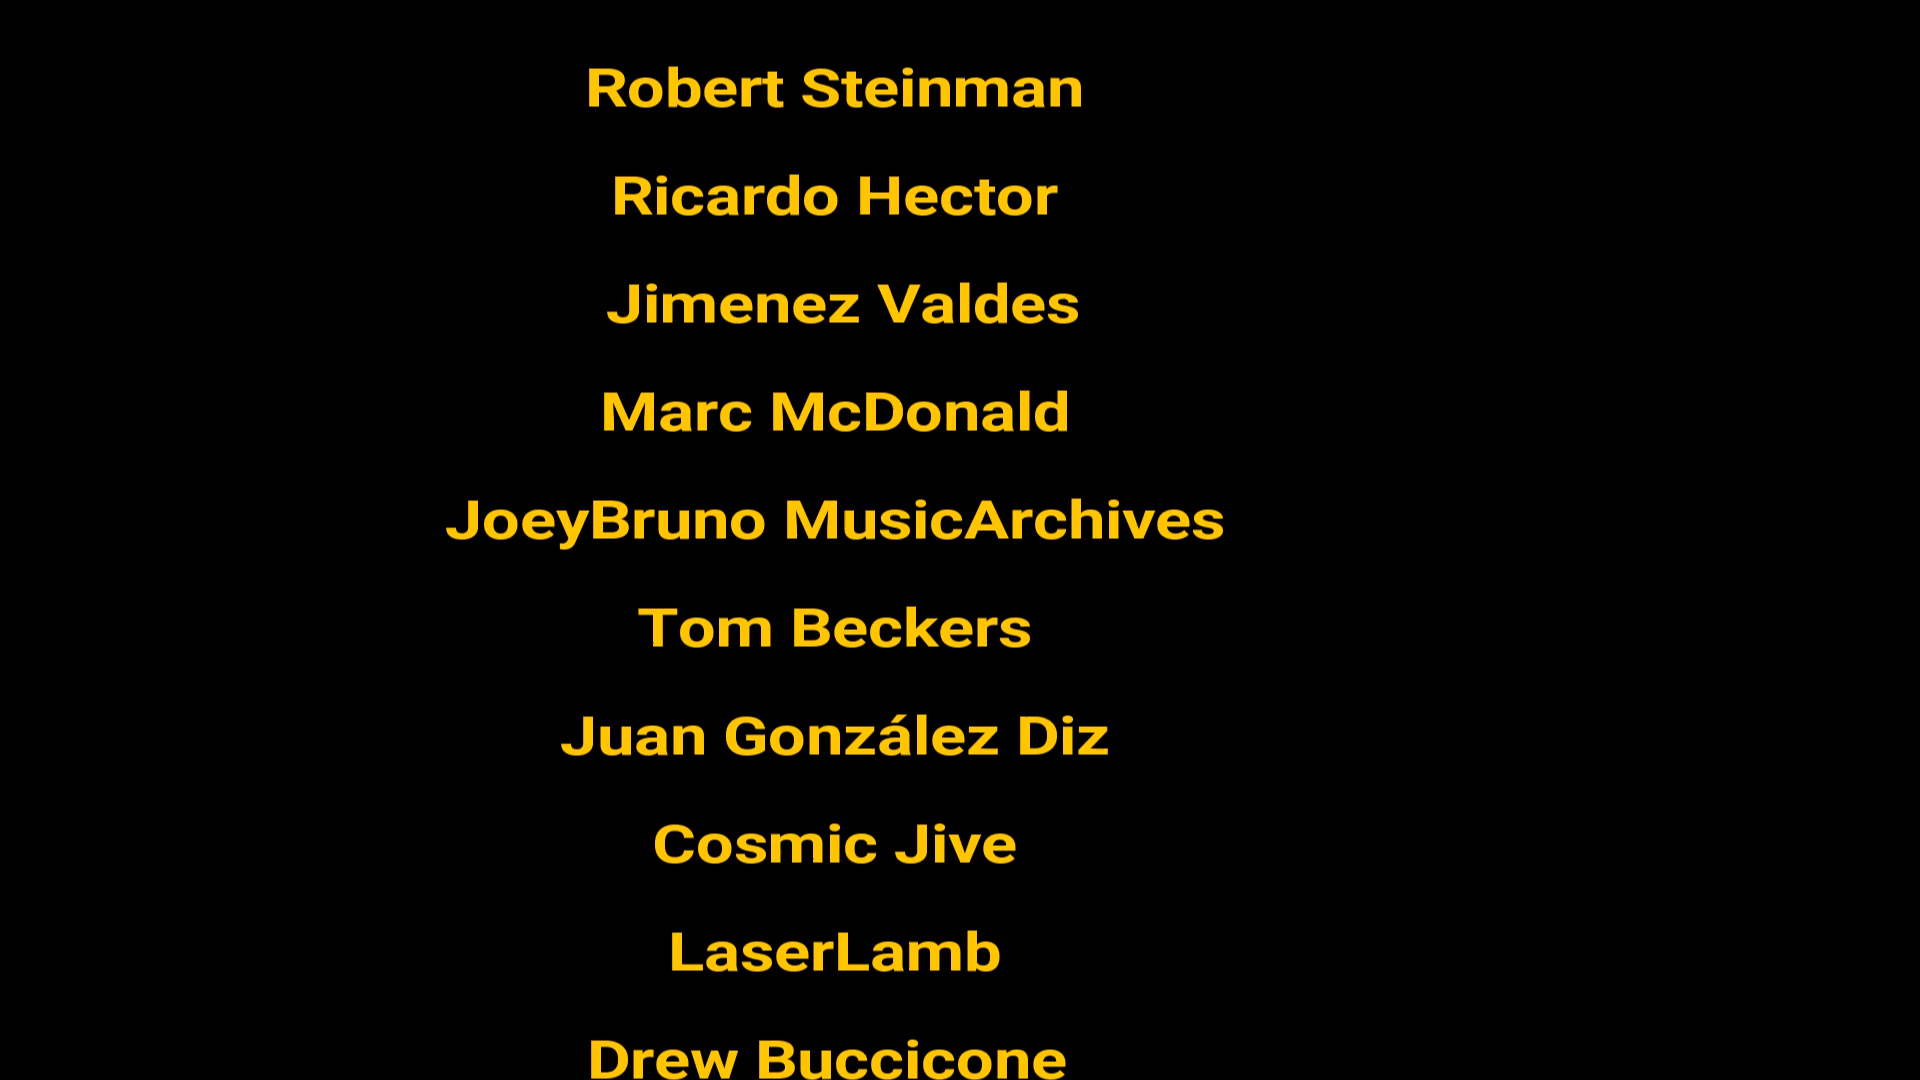 Robert Steinman
Ricardo Hector
Jimenez Valdes
Marc McDonald
JoeyBruno MusicArchives
Tom Beckers
Juan González Diz
Cosmic Jive
LaserLamb
Drew Buccicone